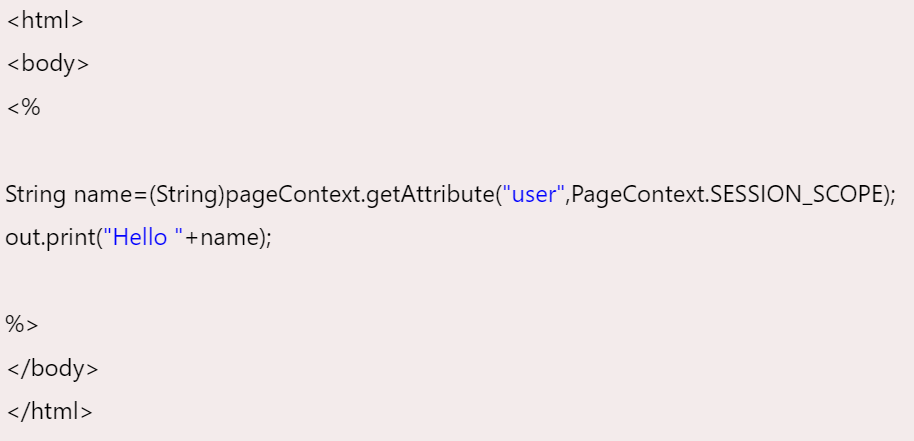 <html>
<body>
<%
String name=(String)pageContext.getAttribute("user",PageContext.SESSION_SCOPE);
out.print("Hello "+name);
%>
</body>
</html>